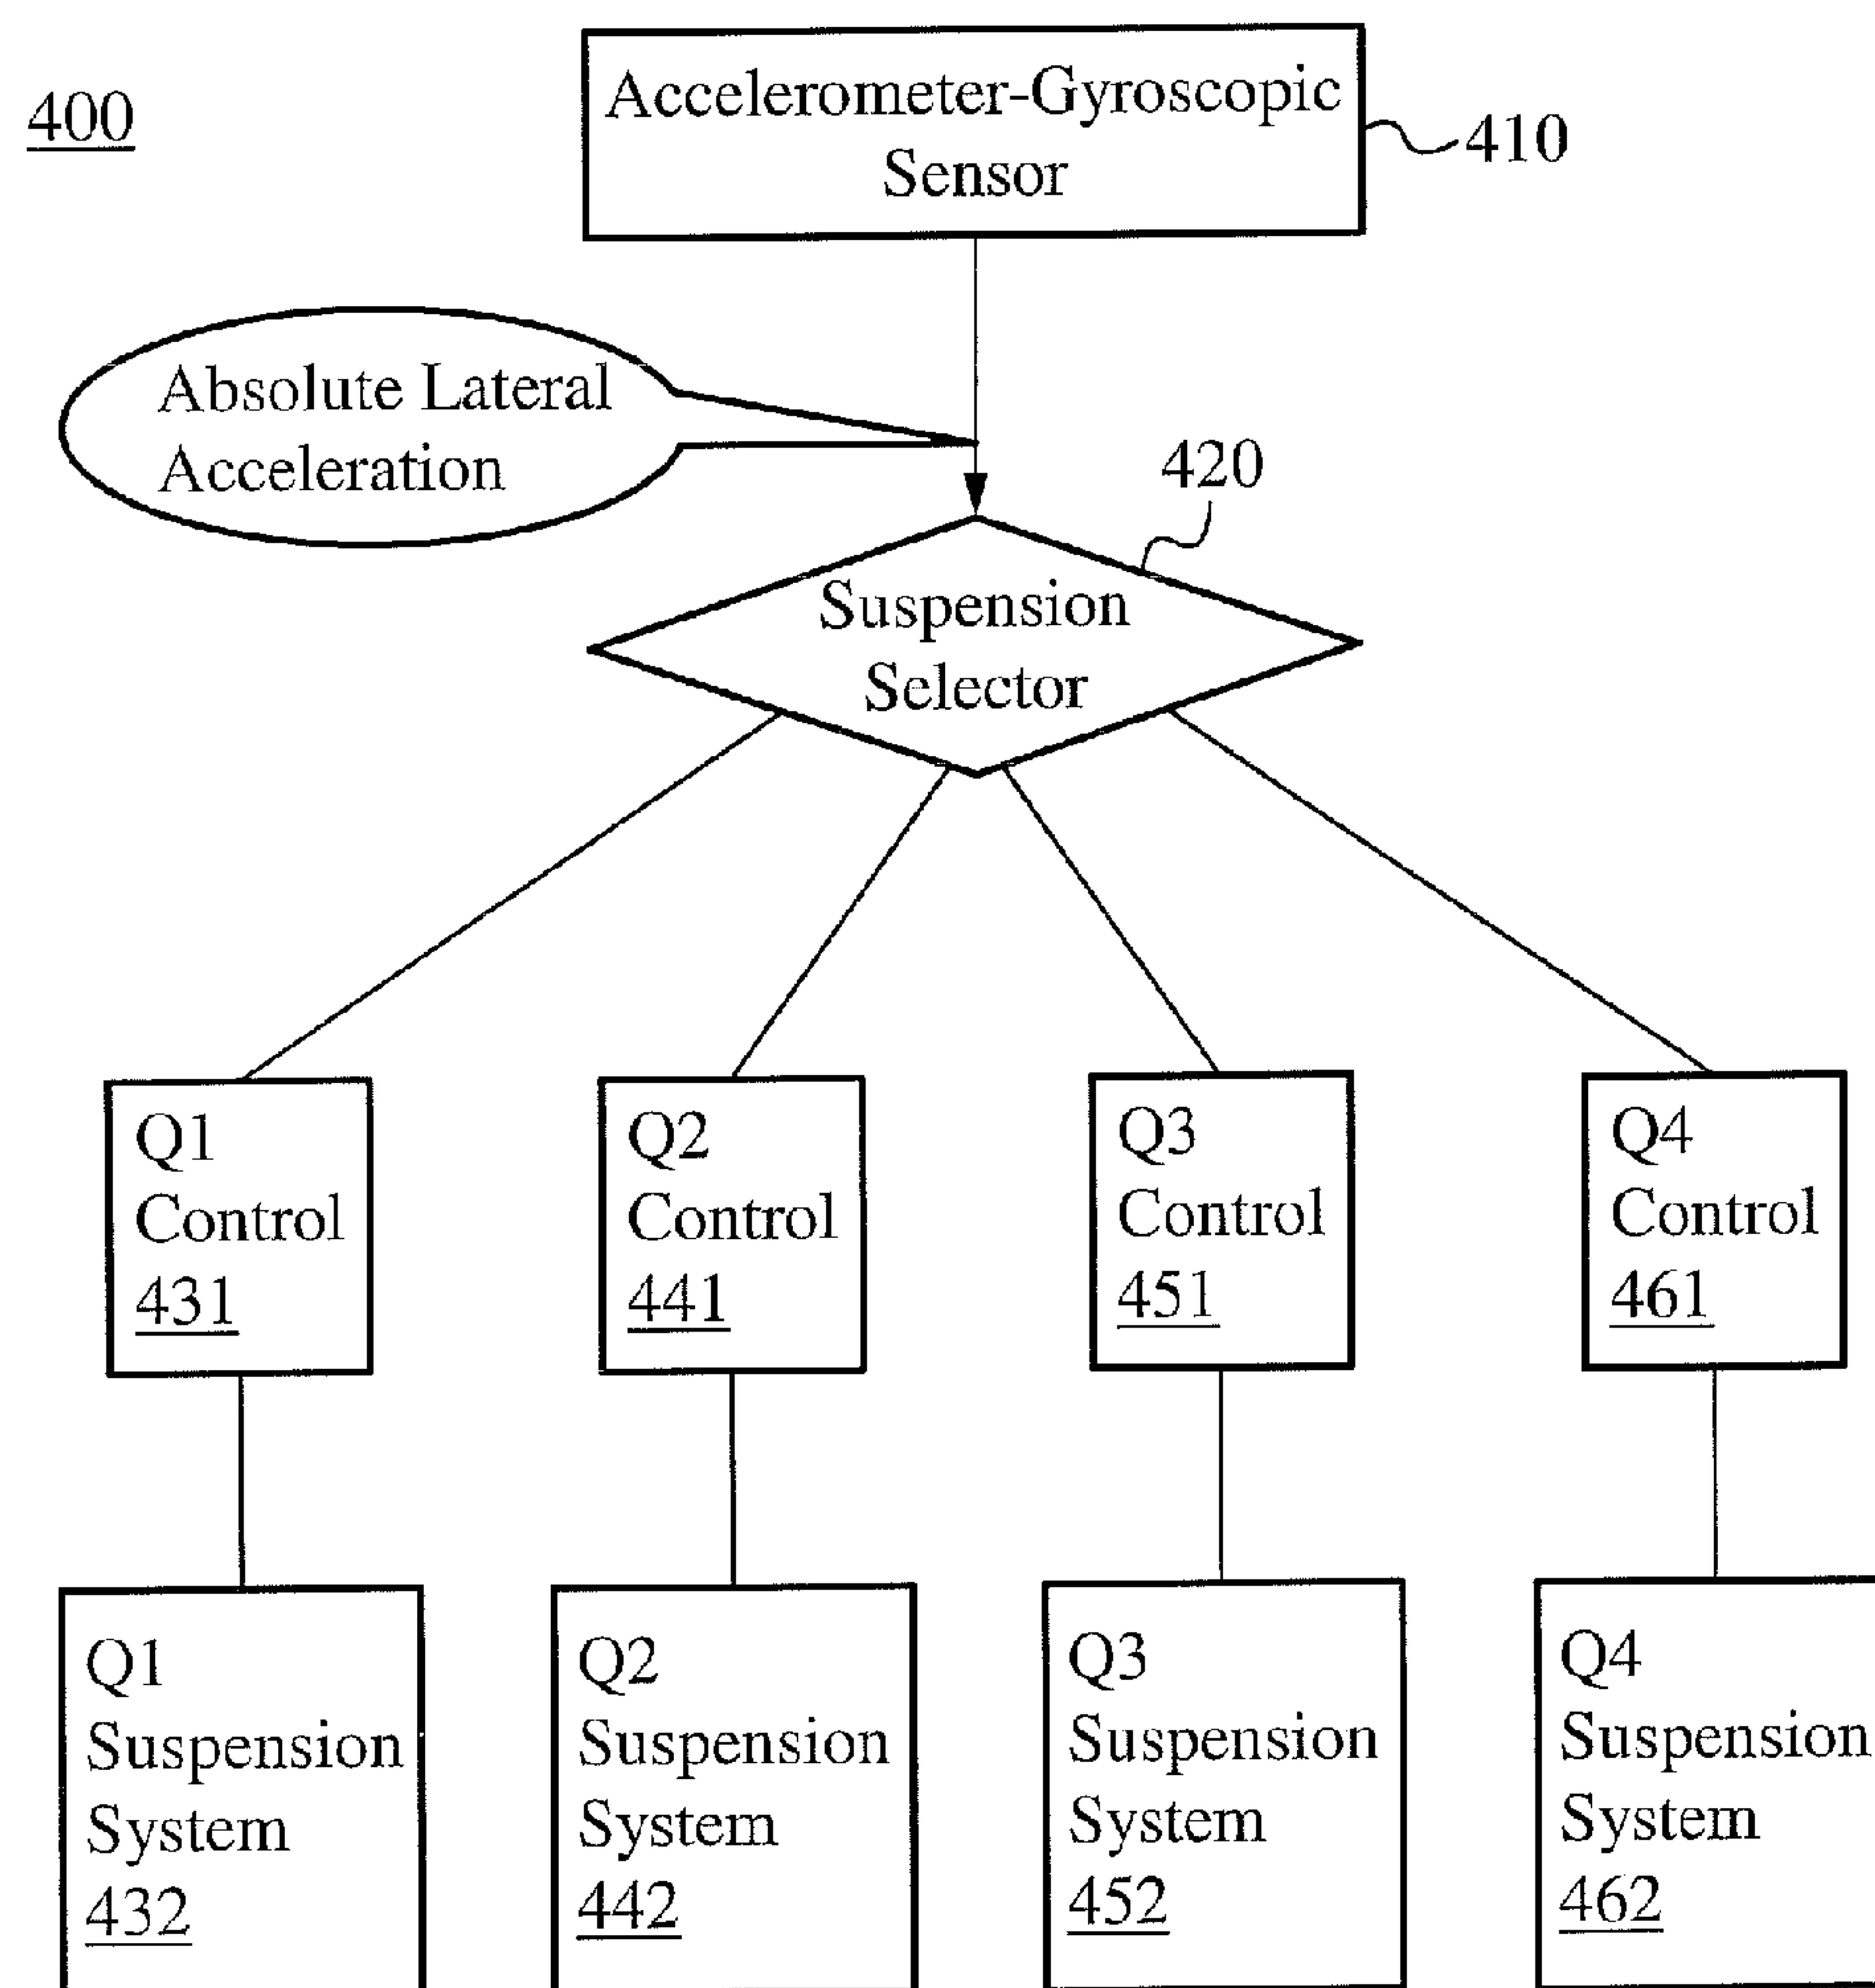 400
Accelerometer-Gyroscopic
Sensor
410
Absolute Lateral
Acceleration
420
Suspension
Selector
Q1
Control
431
Q2
Control
441
Q3
Control
451
Q4
Control
461
Q1
Suspension
System
432
Q2
Suspension
System
442
Q3
Suspension
System
452
Q4
Suspension
System
462